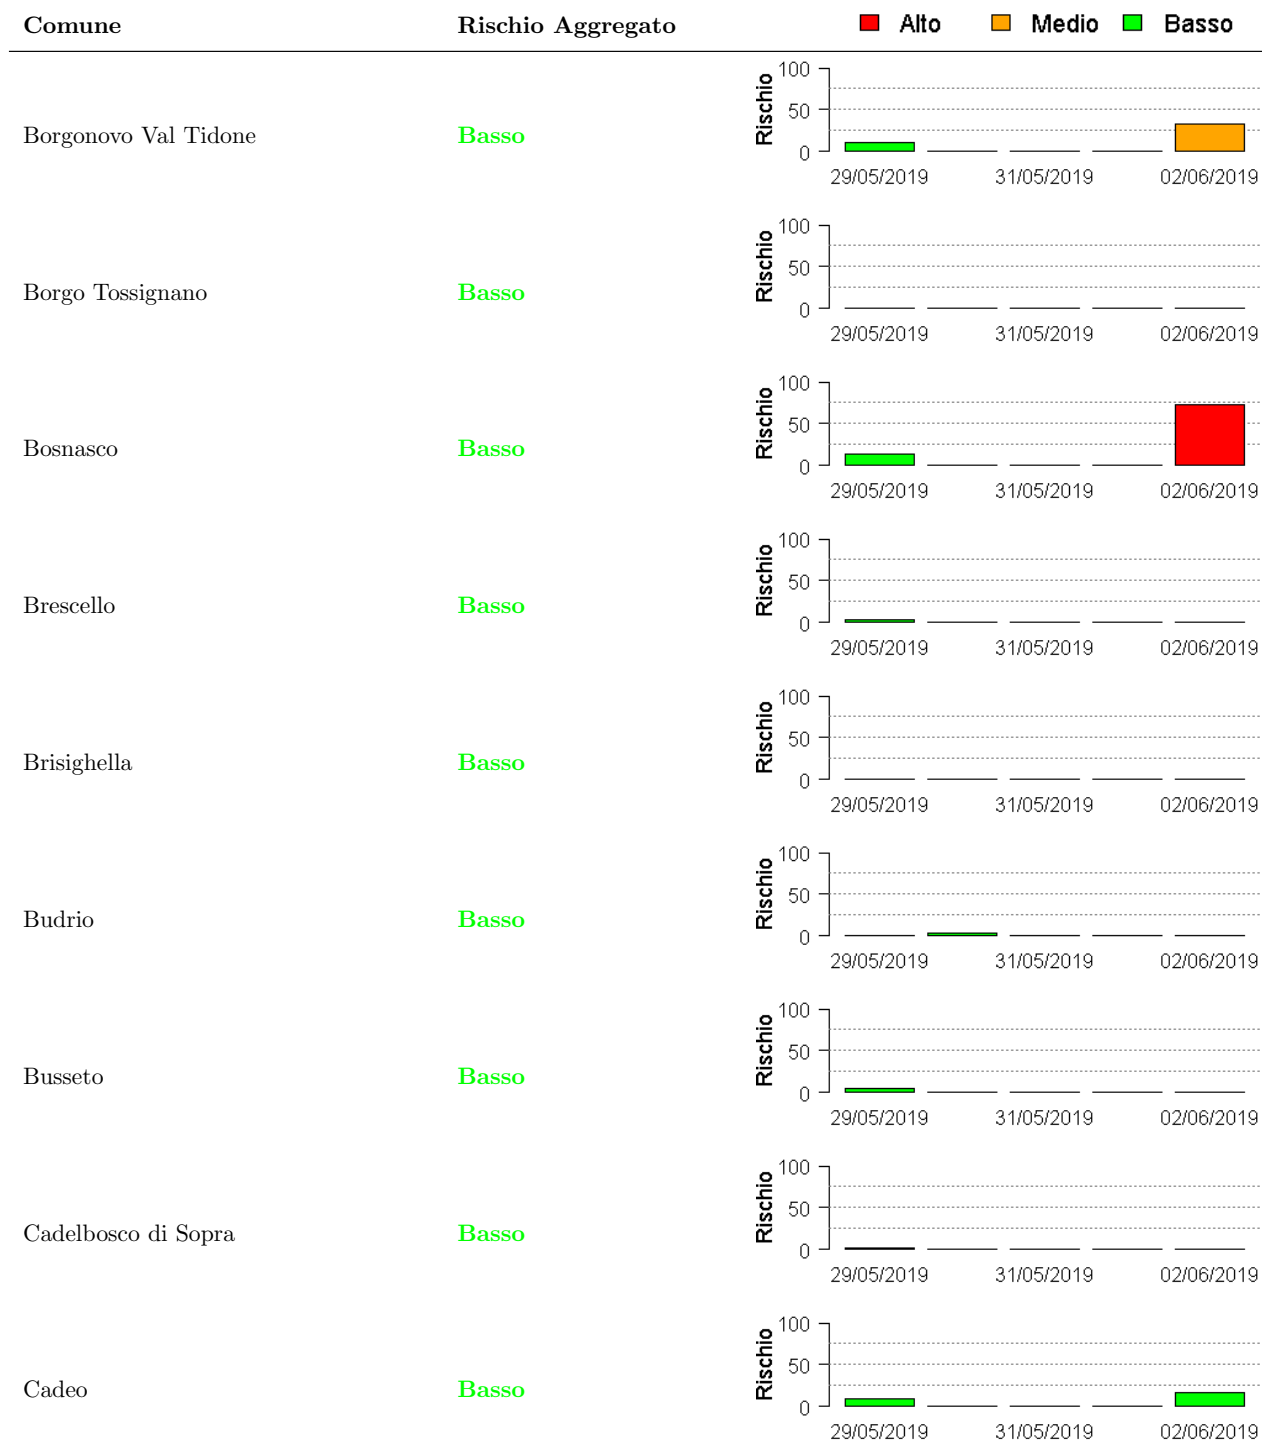 Comune Rischio Aggregato Alto Medio Basso
Borgonovo Val Tidone Basso Rischio 100 50 0
29/05/2019 31/05/2019 02/06/2019
Borgo Tossignano Basso Rischio 100 50 0
29/05/2019 31/05/2019 02/06/2019
Bosnasco Basso Rischio 100 50 0
29/05/2019 31/05/2019 02/06/2019
Brescello Basso Rischio 100 50 0
29/05/2019 31/05/2019 02/06/2019
Brisighella Basso Rischio 100 50 0
29/05/2019 31/05/2019 02/06/2019
Budrio Basso Rischio 100 50 0
29/05/2019 31/05/2019 02/06/2019
Busseto Basso Rischio 100 50 0
29/05/2019 31/05/2019 02/06/2019
Cadelbosco di Sopra Basso Rischio 100 50 0
29/05/2019 31/05/2019 02/06/2019
Cadeo Basso Rischio 100 50 0
29/05/2019 31/05/2019 02/06/2019